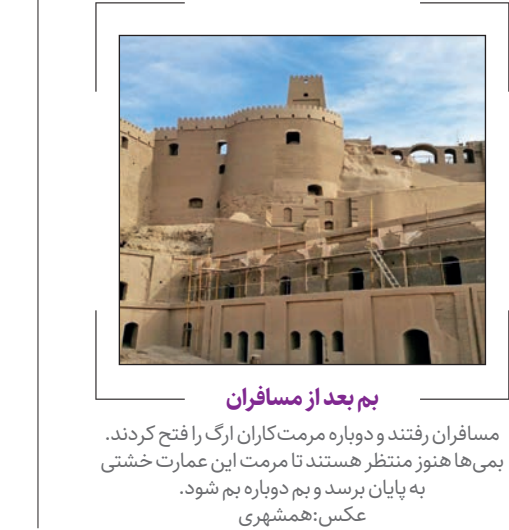 بم بعد از مسافران
مسافران رفتند و دوباره مرمت‌کاران ارگ را فتح کردند.
بمی‌ها هنوز منتظر هستند تا مرمت این عمارت خشتی
به پایان برسد و بم دوباره بم شود.
عکس:همشهری